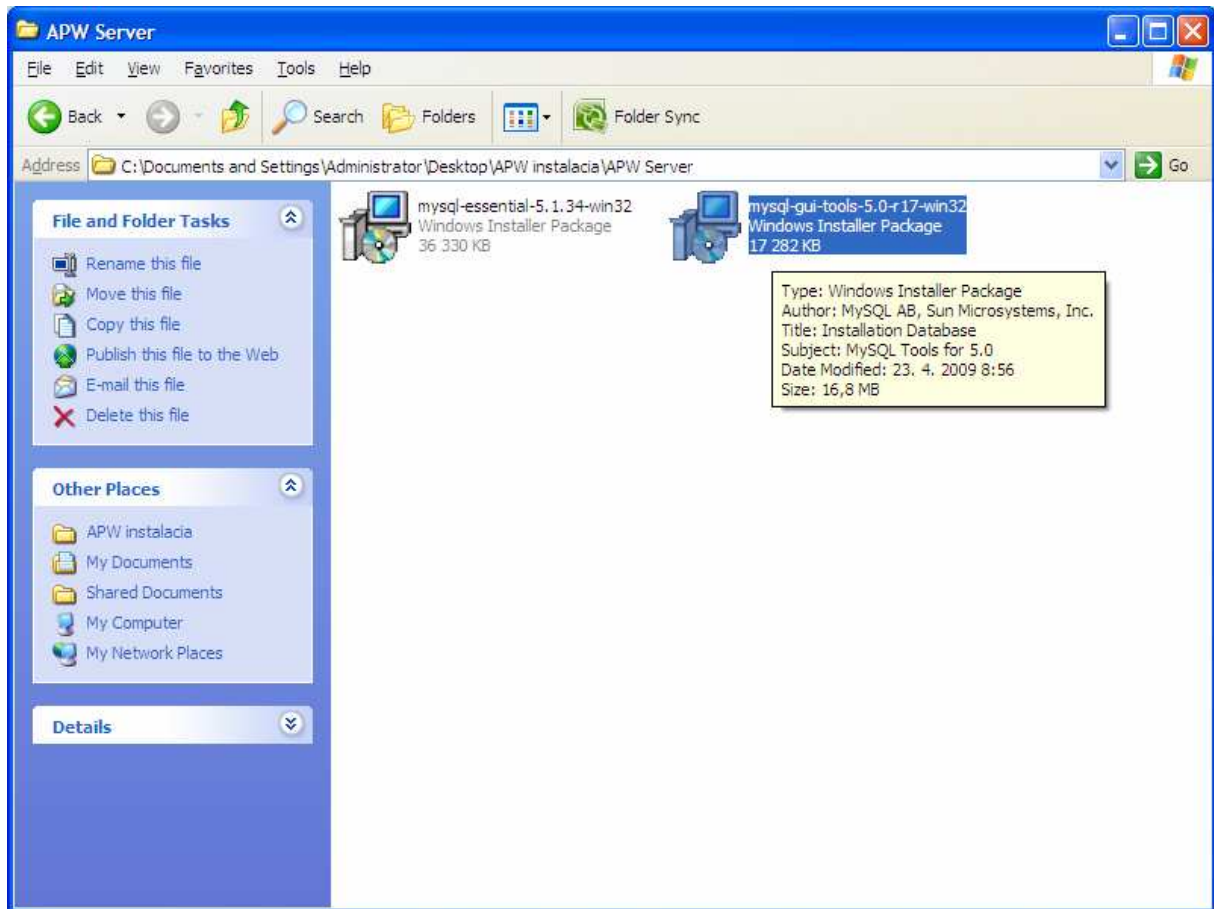 APW Server
File Edit View Favorites Tools Help
Back Search Folders Folder Sync
Address C:\Documents and Settings\Administrator\Desktop\APW instalacia\APW Server Go
File and Folder Tasks
Rename this file
Move this file
Copy this file
Publish this file to the Web
E-mail this file
Delete this file
Other Places
APW instalacia
My Documents
Shared Documents
My Computer
My Network Places
Details
mysql-essential-5.1.34-win32
Windows Installer Package
36 330 KB
mysql-gui-tools-5.0-r17-win32
Windows Installer Package
17 282 KB
Type: Windows Installer Package
Author: MySQL AB, Sun Microsystems, Inc.
Title: Installation Database
Subject: MySQL Tools for 5.0
Date Modified: 23. 4. 2009 8:56
Size: 16,8 MB